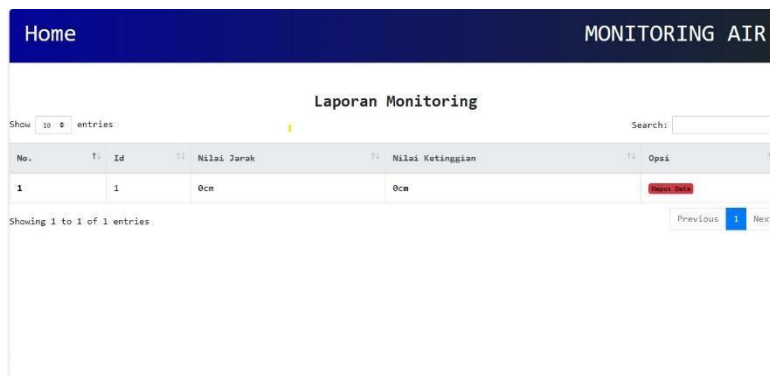 Home MONITORING AIR
Laporan Monitoring
Show 10 entries Search:
No. Id Nilai Jarak Nilai Ketinggian Opsi
1 1 0cm 0cm Hapus Data
Showing 1 to 1 of 1 entries Previous 1 Nex